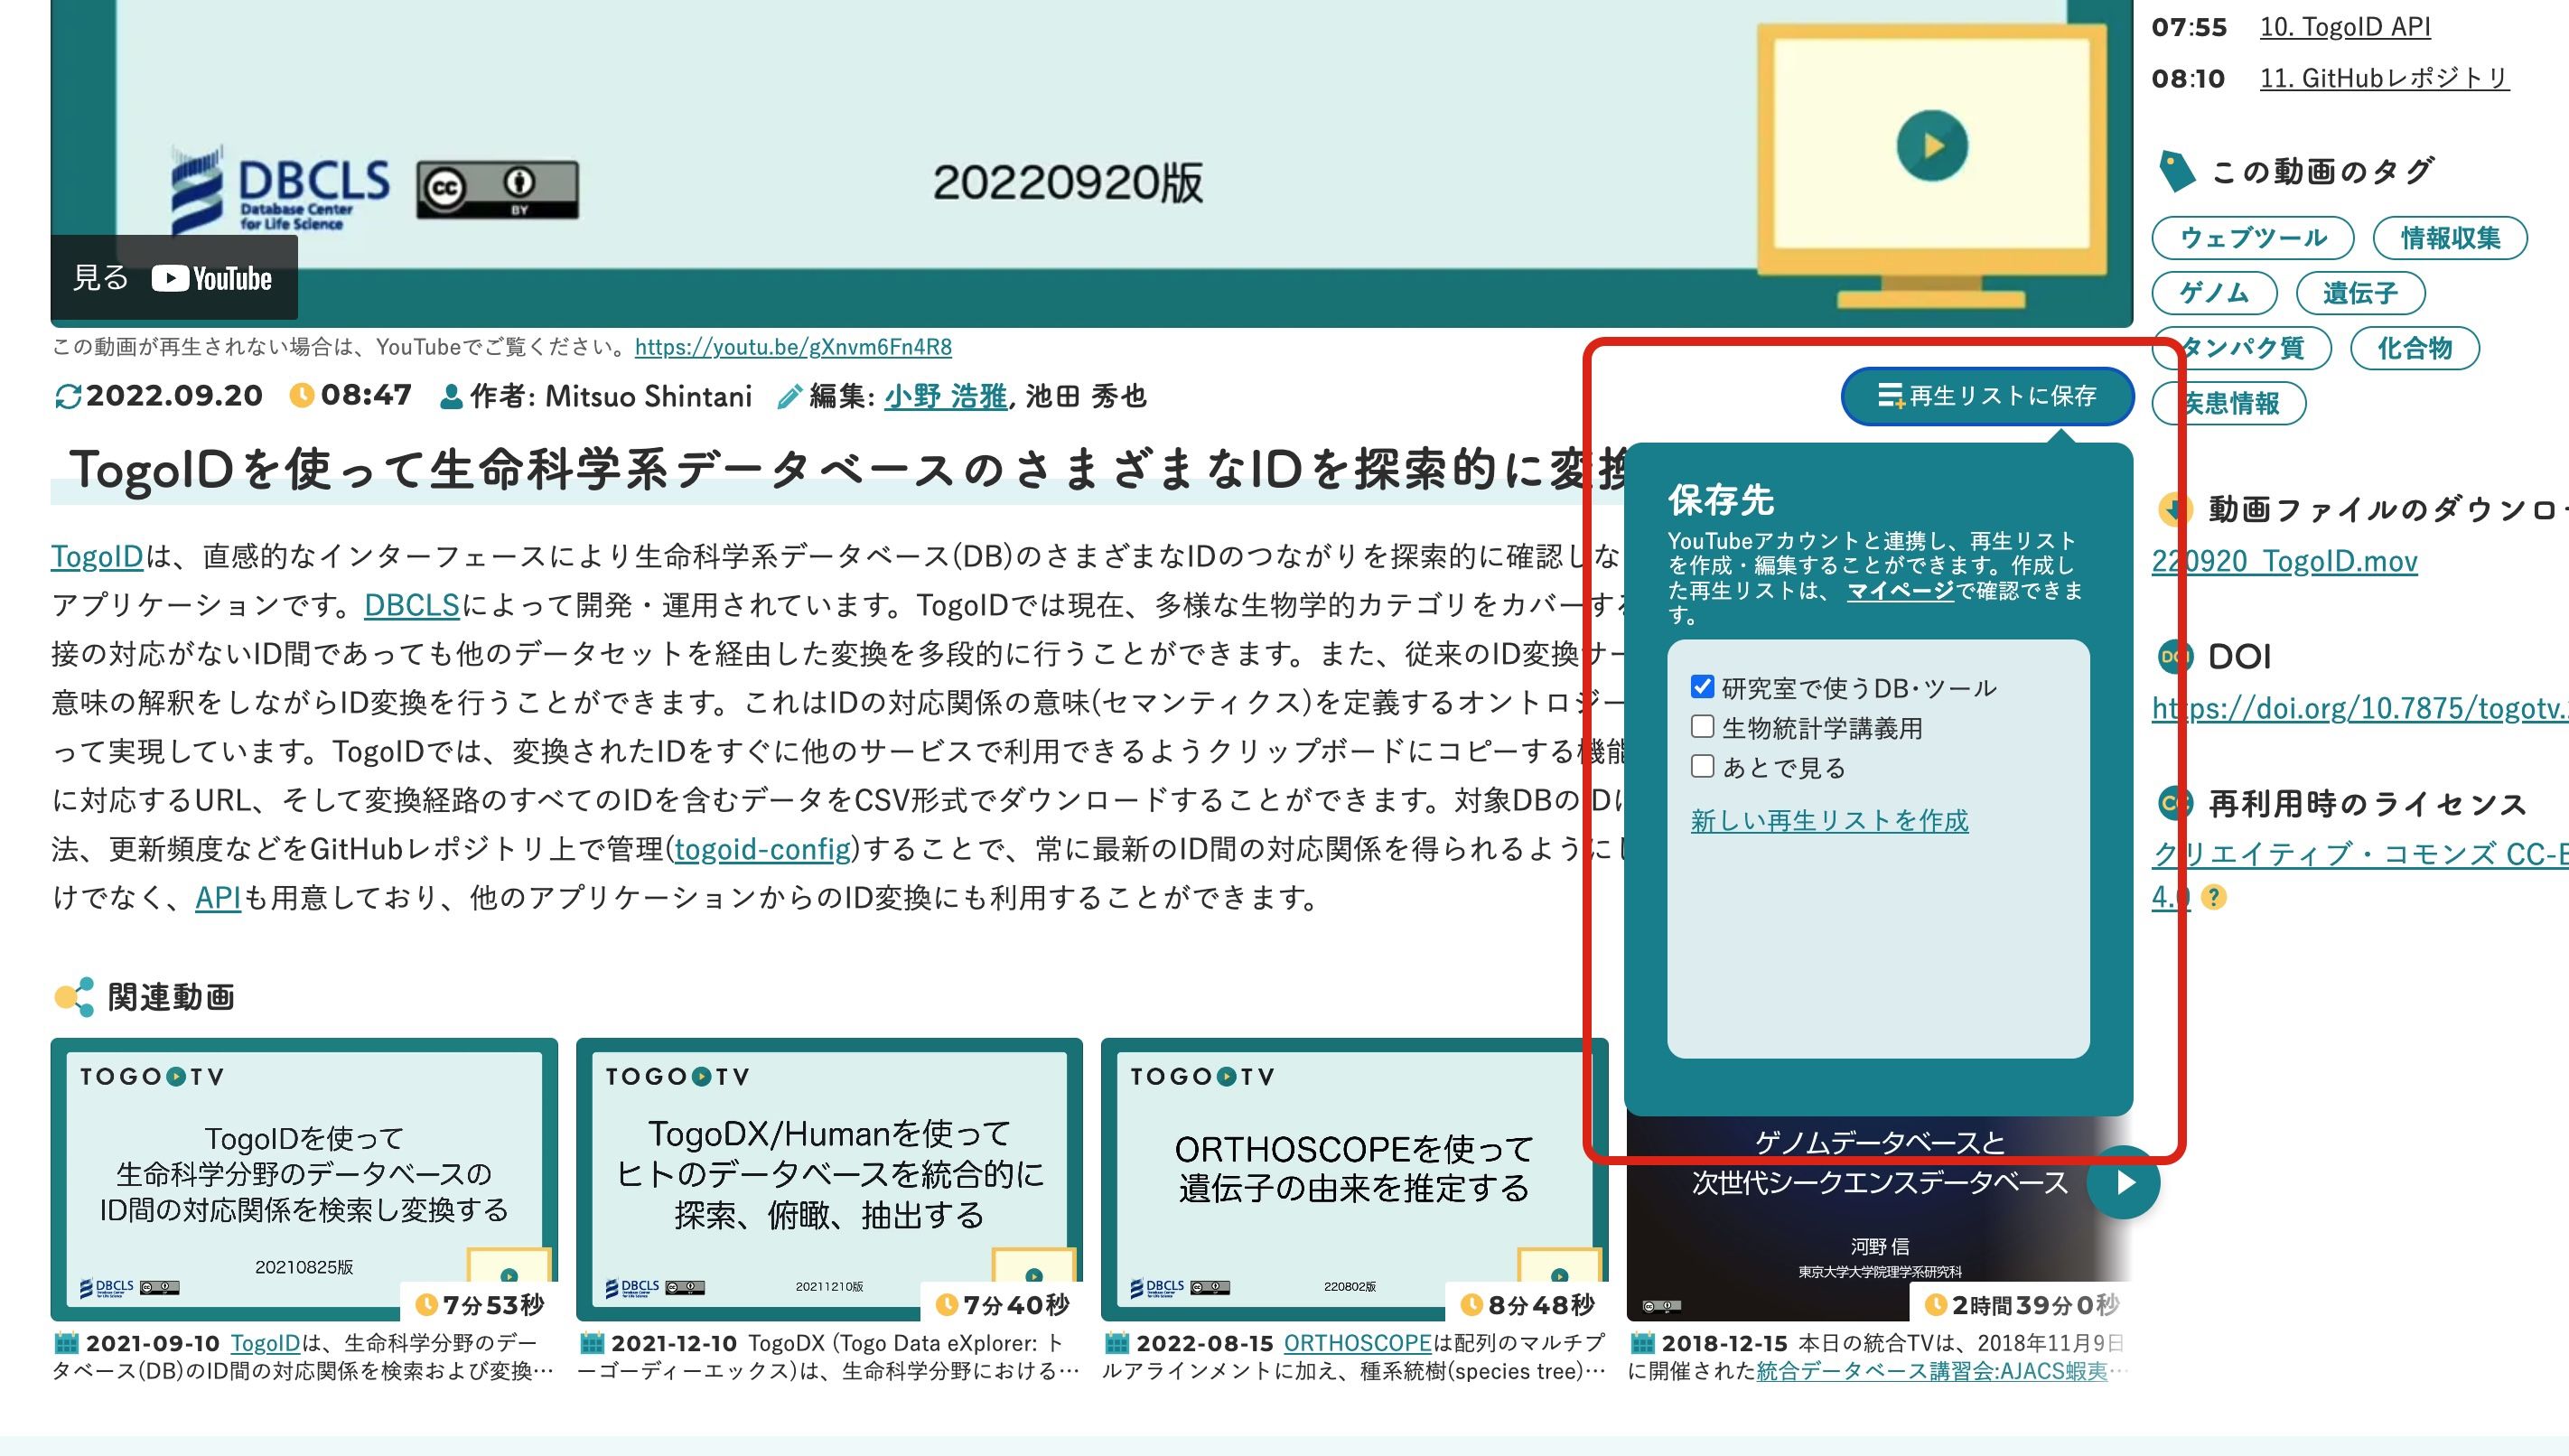 DBCLS
Database Center
for Life Science
cc
BY
20220920版
見る YouTube
この動画が再生されない場合は、YouTubeでご覧ください。https://youtu.be/gXnvm6Fn4R8
2022.09.20 08:47 作者: Mitsuo Shintani 編集: 小野 浩雅, 池田 秀也
再生リストに保存
TogoIDを使って生命科学系データベースのさまざまなIDを探索的に変換
TogoIDは、直感的なインターフェースにより生命科学系データベース(DB)のさまざまなIDのつながりを探索的に確認しな
アプリケーションです。DBCLSによって開発・運用されています。TogoIDでは現在、多様な生物学的カテゴリをカバーする
接の対応がないID間であっても他のデータセットを経由した変換を多段的に行うことができます。また、従来のID変換サー
意味の解釈をしながらID変換を行うことができます。これはIDの対応関係の意味(セマンティクス)を定義するオントロジー
って実現しています。TogoIDでは、変換されたIDをすぐに他のサービスで利用できるようクリップボードにコピーする機能
に対応するURL、そして変換経路のすべてのIDを含むデータをCSV形式でダウンロードすることができます。対象DBのIDに
法、更新頻度などをGitHubレポジトリ上で管理(togoid-config)することで、常に最新のID間の対応関係を得られるようにし
けでなく、APIも用意しており、他のアプリケーションからのID変換にも利用することができます。
保存先
YouTubeアカウントと連携し、再生リスト
を作成・編集することができます。作成し
た再生リストは、 マイページで確認できま
す。
研究室で使うDB・ツール
生物統計学講義用
あとで見る
新しい再生リストを作成
関連動画
TOGO TV
TogoIDを使って
生命科学分野のデータベースの
ID間の対応関係を検索し変換する
20210825版
DBCLS
7分53秒
2021-09-10 TogoIDは、生命科学分野のデー
タベース(DB)のID間の対応関係を検索および変換…
TOGO TV
TogoDX/Humanを使って
ヒトのデータベースを統合的に
探索、俯瞰、抽出する
20211210版
DBCLS
7分40秒
2021-12-10 TogoDX (Togo Data eXplorer: ト
ーゴーディーエックス)は、生命科学分野における…
TOGO TV
ORTHOSCOPEを使って
遺伝子の由来を推定する
220802版
DBCLS
8分48秒
2022-08-15 ORTHOSCOPEは配列のマルチプ
ルアラインメントに加え、種系統樹(species tree)…
ゲノムデータベースと
次世代シークエンスデータベース
河野 信
東京大学大学院理学系研究科
2時間39分0秒
2018-12-15 本日の統合TVは、2018年11月9日
に開催された統合データベース講習会:AJACS蝦夷…
07:55 10. TogoID API
08:10 11. GitHubレポジトリ
この動画のタグ
ウェブツール 情報収集
ゲノム 遺伝子
タンパク質 化合物
疾患情報
動画ファイルのダウンロー
220920_TogoID.mov
DOI
https://doi.org/10.7875/togotv.
再利用時のライセンス
クリエイティブ・コモンズ CC-B
4.0 ?